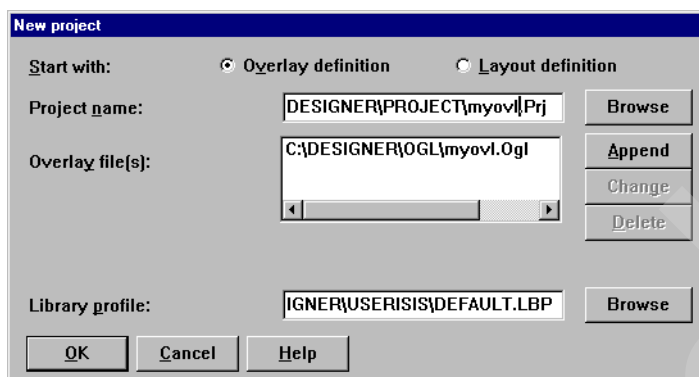 New project
Start with: Overlay definition Layout definition
Project name: DESIGNER\PROJECT\myovl.Prj Browse
Overlay file(s): C:\DESIGNER\OGL\myovl.Ogl Append
Change
Delete
Library profile: IGNER\USERISIS\DEFAULT.LBP Browse
OK Cancel Help